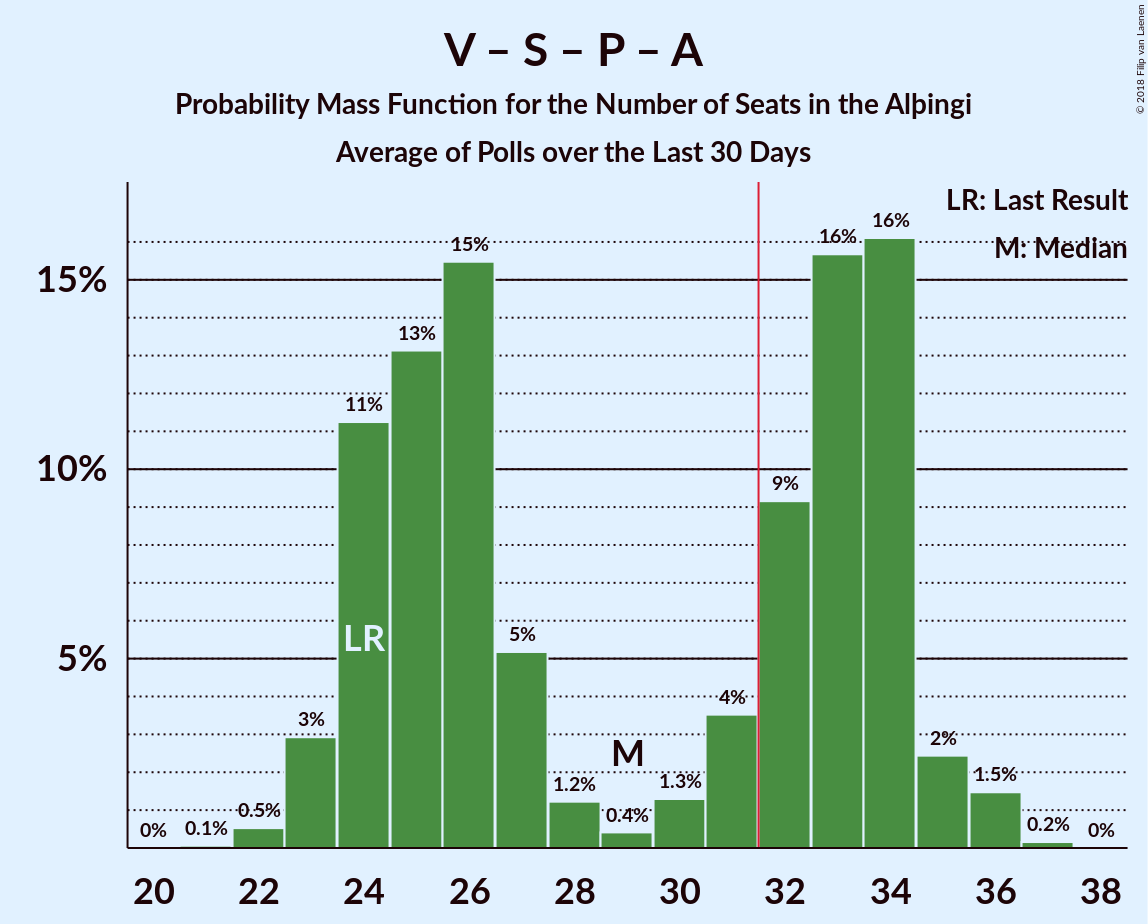 V – S – P – A
Probability Mass Function for the Number of Seats in the Alþingi
Average of Polls over the Last 30 Days
© 2018 Filip van Laenen
LR: Last Result
M: Median
15%
10%
5%
0%
0.1%
0.5%
3%
11%
13%
15%
5%
1.2%
0.4%
1.3%
4%
9%
16%
16%
2%
1.5%
0.2%
0%
LR
M
20 22 24 26 28 30 32 34 36 38